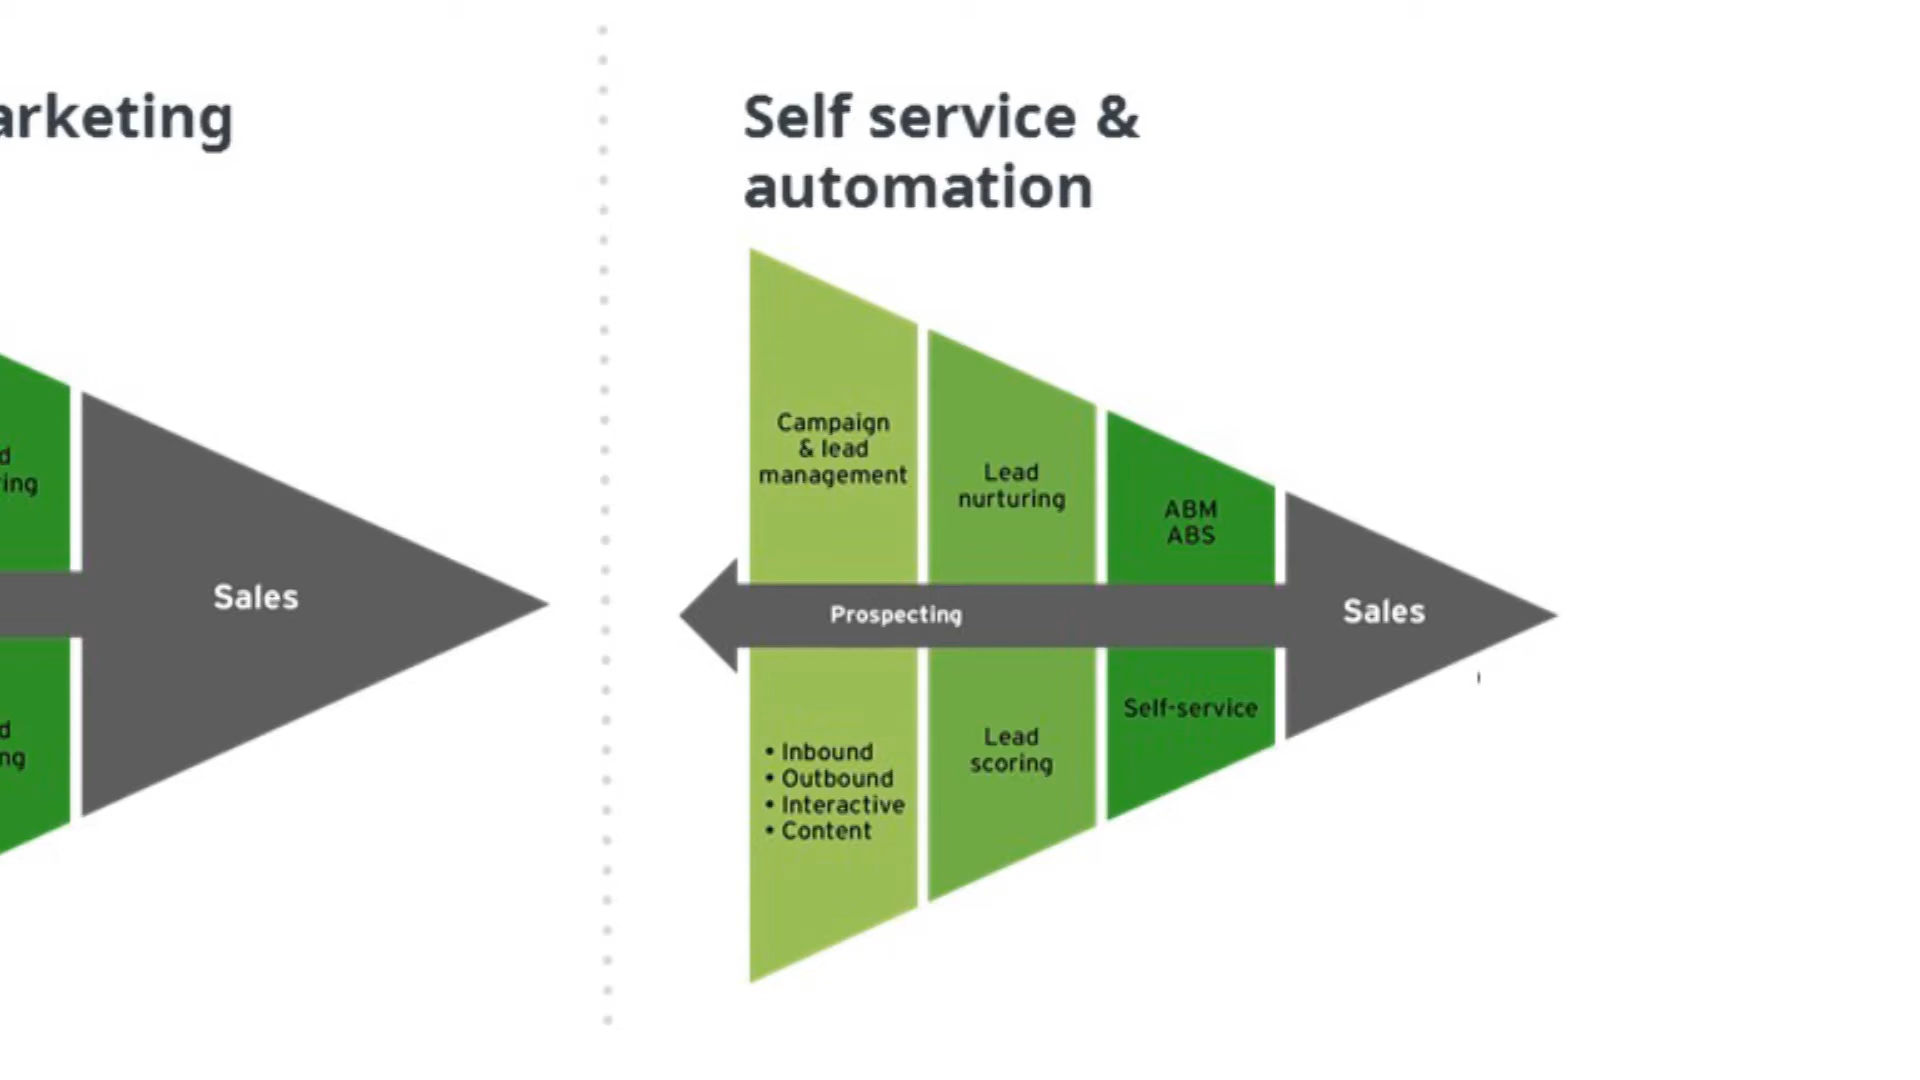 arketing
Sales
Self service &
automation
Campaign
& lead
management
Lead
nurturing
ABM
ABS
Prospecting
Sales
• Inbound
• Outbound
• Interactive
• Content
Lead
scoring
Self-service